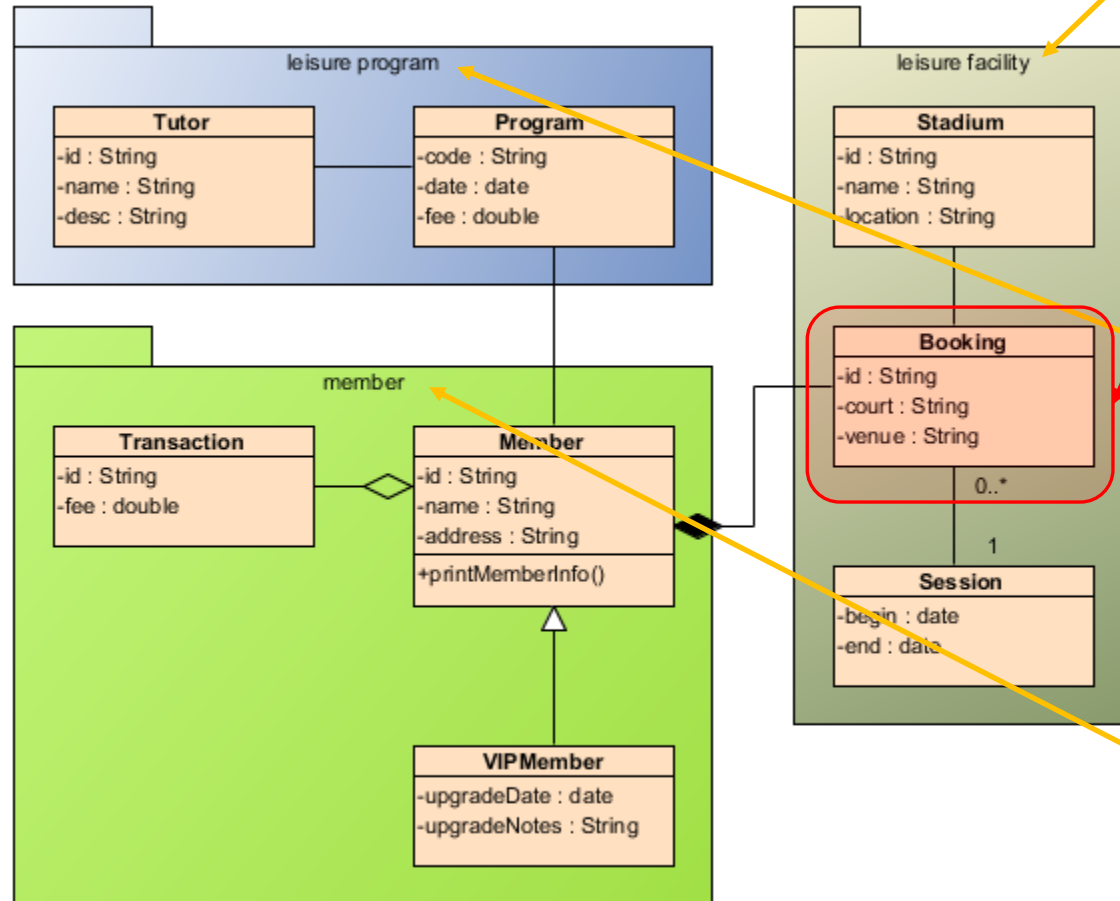 leisure program
Tutor
-id : String
-name : String
-desc : String
Program
-code : String
-date : date
-fee : double
member
Transaction
-id : String
-fee : double
Member
-id : String
-name : String
-address : String
+printMemberInfo()
VIPMember
-upgradeDate : date
-upgradeNotes : String
leisure facility
Stadium
-id : String
-name : String
-location : String
Booking
-id : String
-court : String
-venue : String
0..*
1
Session
-begin : date
-end : date